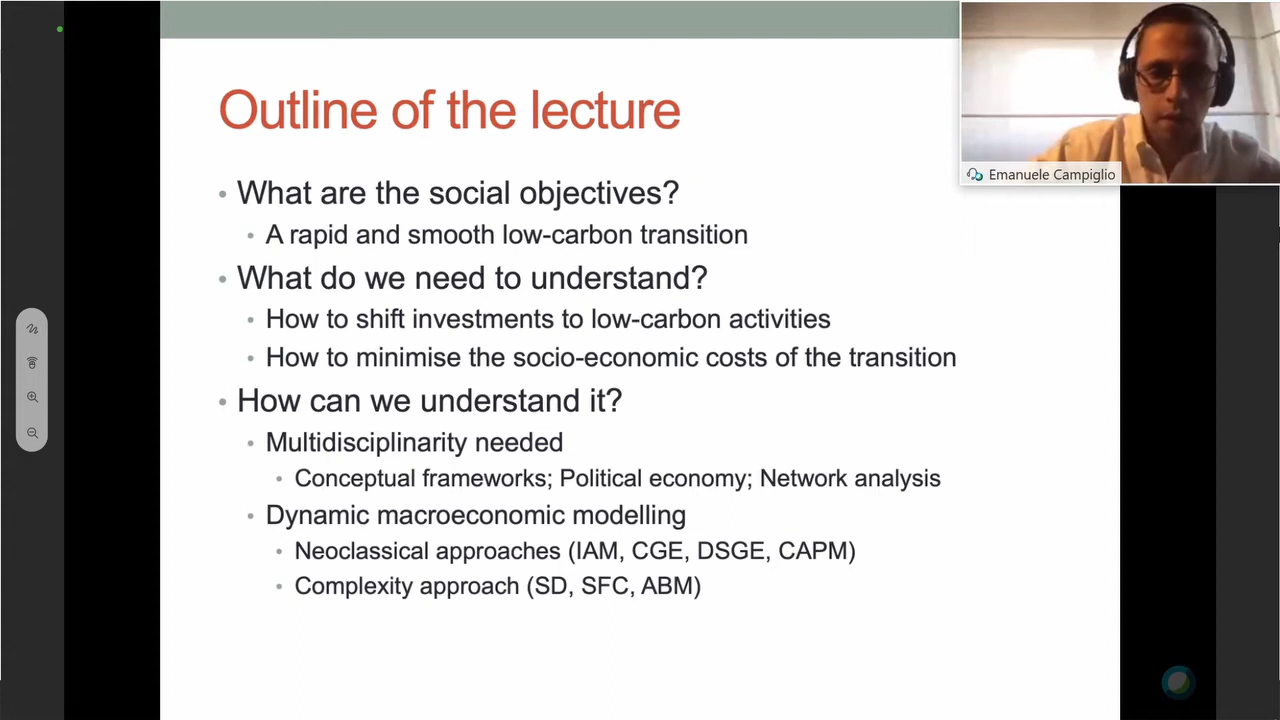 Outline of the lecture
• What are the social objectives?
• A rapid and smooth low-carbon transition
• What do we need to understand?
• How to shift investments to low-carbon activities
• How to minimise the socio-economic costs of the transition
• How can we understand it?
• Multidisciplinarity needed
• Conceptual frameworks; Political economy; Network analysis
• Dynamic macroeconomic modelling
• Neoclassical approaches (IAM, CGE, DSGE, CAPM)
• Complexity approach (SD, SFC, ABM)
Emanuele Campiglio